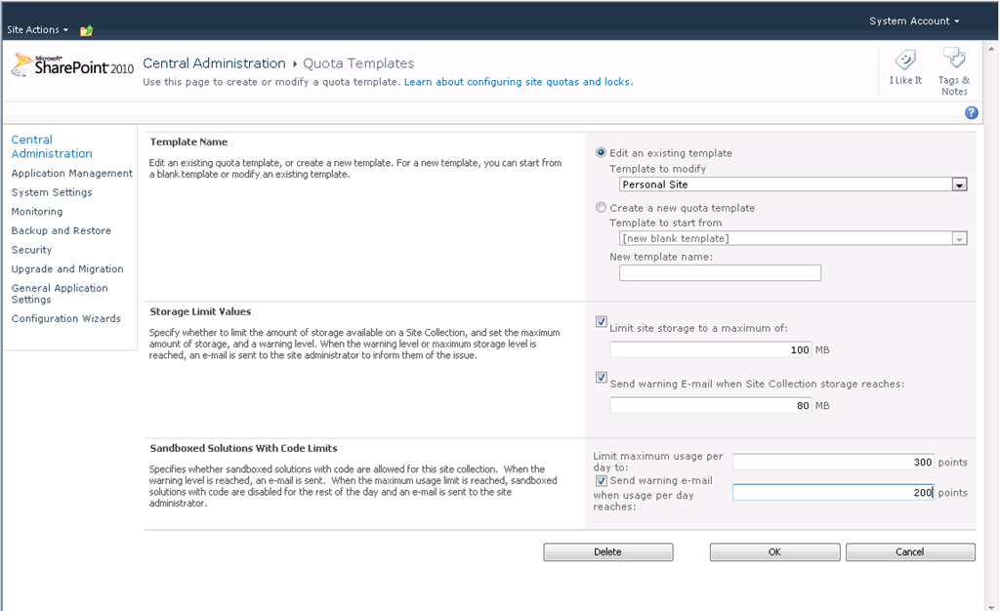 Site Actions
System Account
Microsoft
SharePoint 2010
Central Administration Quota Templates
Use this page to create or modify a quota template. Learn about configuring site quotas and locks.
I Like It
Tags &
Notes
Central
Administration
Application Management
System Settings
Monitoring
Backup and Restore
Security
Upgrade and Migration
General Application
Settings
Configuration Wizards
Template Name
Edit an existing quota template, or create a new template. For a new template, you can start from
a blank template or modify an existing template.
Edit an existing template
Template to modify
Personal Site
Create a new quota template
Template to start from
[new blank template]
New template name:
Storage Limit Values
Specify whether to limit the amount of storage available on a Site Collection, and set the maximum
amount of storage, and a warning level. When the warning level or maximum storage level is
reached, an e-mail is sent to the site administrator to inform them of the issue.
Limit site storage to a maximum of:
100 MB
Send warning E-mail when Site Collection storage reaches:
80 MB
Sandboxed Solutions With Code Limits
Specifies whether sandboxed solutions with code are allowed for this site collection. When the
warning level is reached, an e-mail is sent. When the maximum usage limit is reached, sandboxed
solutions with code are disabled for the rest of the day and an e-mail is sent to the site
administrator.
Limit maximum usage per
day to:
300 points
Send warning e-mail
when usage per day
reaches:
200 points
Delete
OK
Cancel